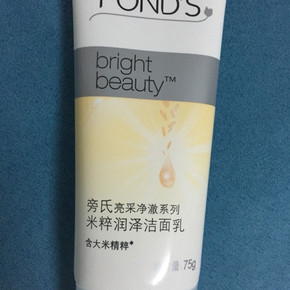 POND'S
bright
beauty™
旁氏亮采净澈系列
米粹润泽洁面乳
含大米精粹*
75g